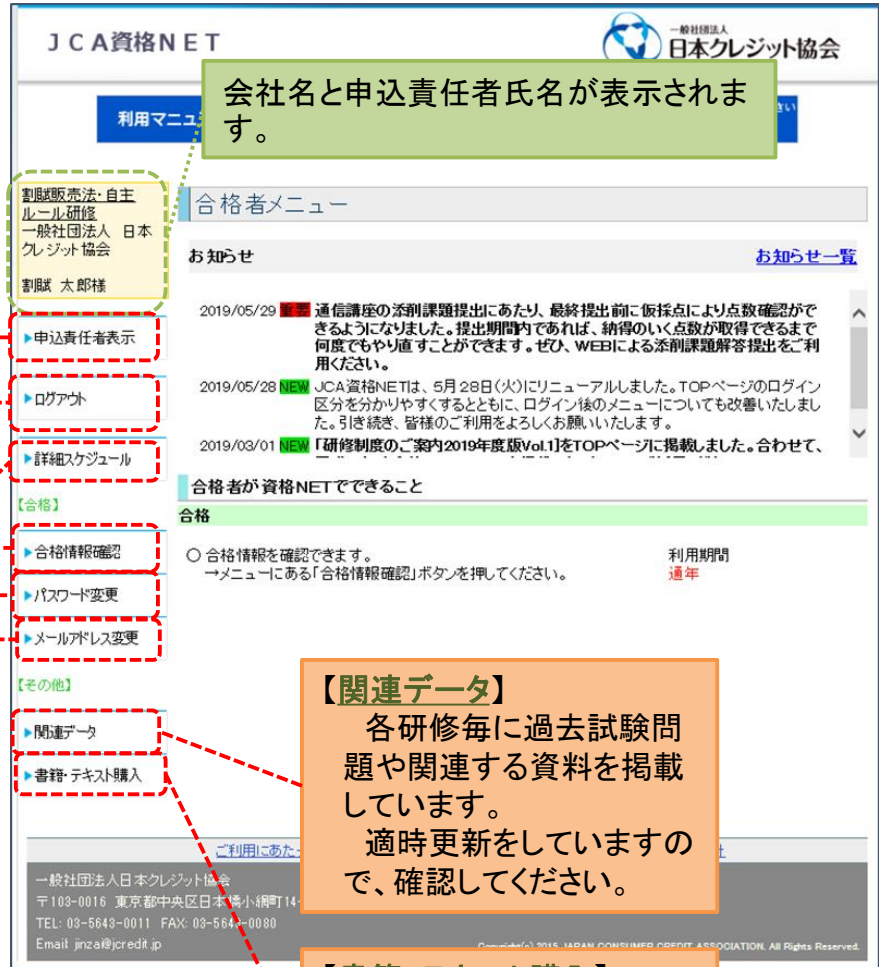 JCA資格NET
一般社団法人
日本クレジット協会
利用マニュ
さい
会社名と申込責任者氏名が表示されま
す。
割賦販売法・自主
ルール研修
一般社団法人 日本
クレジット協会
割賦 太郎様
▶申込責任者表示
▶ログアウト
▶詳細スケジュール
【合格】
▶合格情報確認
▶パスワード変更
▶メールアドレス変更
【その他】
▶関連データ
▶書籍・テキスト購入
合格者メニュー
お知らせ
お知らせ一覧
2019/05/29 重要 通信講座の添削課題提出にあたり、最終提出前に仮採点により点数確認がで
きるようになりました。提出期間内であれば、納得のいく点数が取得できるまで
何度でもやり直すことができます。ぜひ、WEBによる添削課題解答提出をご利
用ください。
2019/05/28 NEW JCA資格NETは、5月28日(火)にリニューアルしました。TOPページのログイン
区分を分かりやすくするとともに、ログイン後のメニューについても改善いたしまし
た。引き続き、皆様のご利用をよろしくお願いいたします。
2019/03/01 NEW 「研修制度のご案内2019年度版Vol.1]をTOPページに掲載しました。合わせて、
合格者が資格NETでできること
合格
○ 合格情報を確認できます。
→メニューにある「合格情報確認」ボタンを押してください。
利用期間
通年
【関連データ】
各研修毎に過去試験問
題や関連する資料を掲載
しています。
適時更新をしていますの
で、確認してください。
ご利用にあた
一般社団法人日本クレジット協会
〒103-0016 東京都中央区日本橋小網町14-
TEL: 03-5643-0011 FAX: 03-5643-0080
Email jinzai@jcredit.jp
Copyright(c) 2015 JAPAN CONSUMER CREDIT ASSOCIATION. All Rights Reserved.
【書籍・テキスト購入】